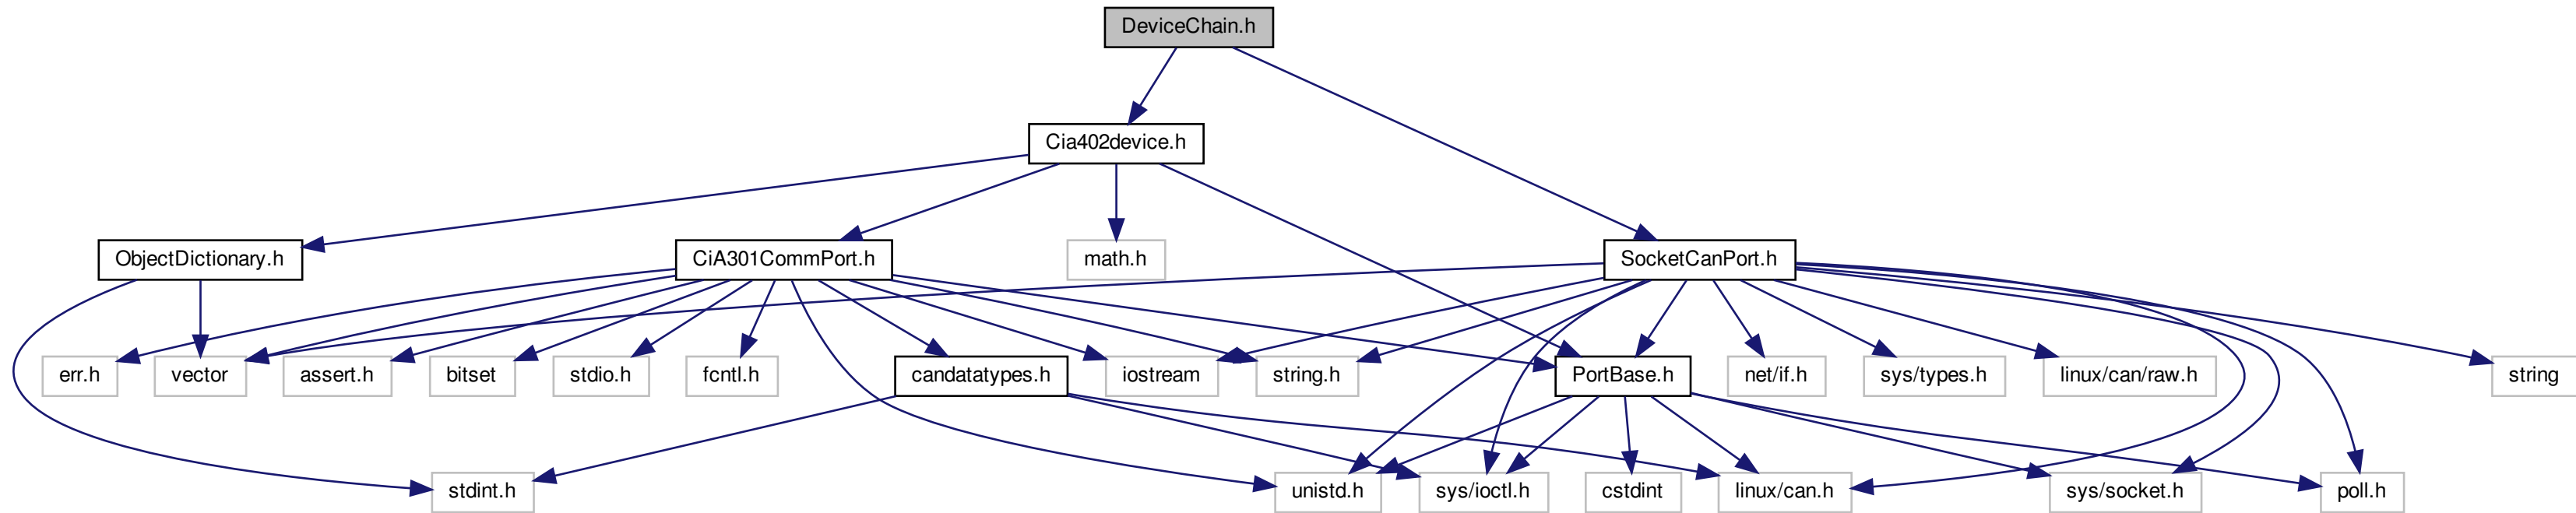 DeviceChain.h
Cia402device.h
ObjectDictionary.h
CiA301CommPort.h
math.h
SocketCanPort.h
err.h
vector
assert.h
bitset
stdio.h
fcntl.h
candatatypes.h
iostream
string.h
PortBase.h
net/if.h
sys/types.h
linux/can/raw.h
string
stdint.h
unistd.h
sys/ioctl.h
cstdint
linux/can.h
sys/socket.h
poll.h